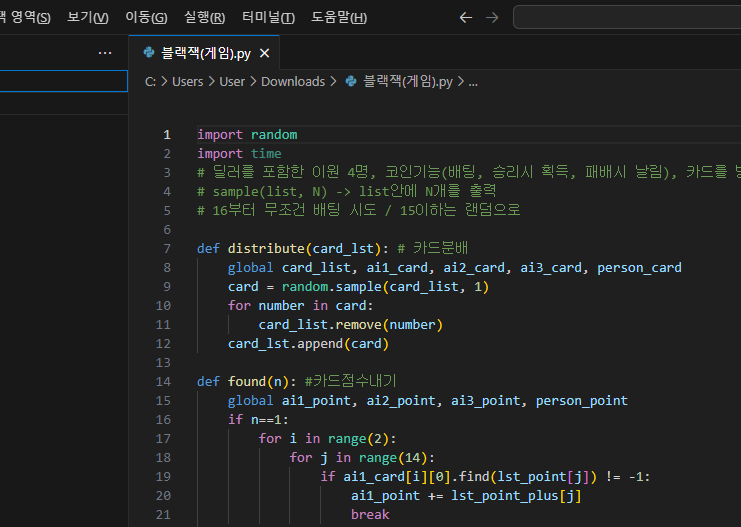 택 영역(S) 보기(V) 이동(G) 실행(R) 터미널(T) 도움말(H)
블랙잭(게임).py
C: > Users > User > Downloads > 블랙잭(게임).py > ...
1 import random
2 import time
3 # 딜러를 포함한 이원 4명, 코인기능(배팅, 승리시 획득, 패배시 날림), 카드를
4 # sample(list, N) -> list안에 N개를 출력
5 # 16부터 무조건 배팅 시도 / 15이하는 랜덤으로
6
7 def distribute(card_lst): # 카드분배
8 global card_list, ai1_card, ai2_card, ai3_card, person_card
9 card = random.sample(card_list, 1)
10 for number in card:
11 card_list.remove(number)
12 card_lst.append(card)
13
14 def found(n): #카드점수내기
15 global ai1_point, ai2_point, ai3_point, person_point
16 if n==1:
17 for i in range(2):
18 for j in range(14):
19 if ai1_card[i][0].find(lst_point[j]) != -1:
20 ai1_point += lst_point_plus[j]
21 break